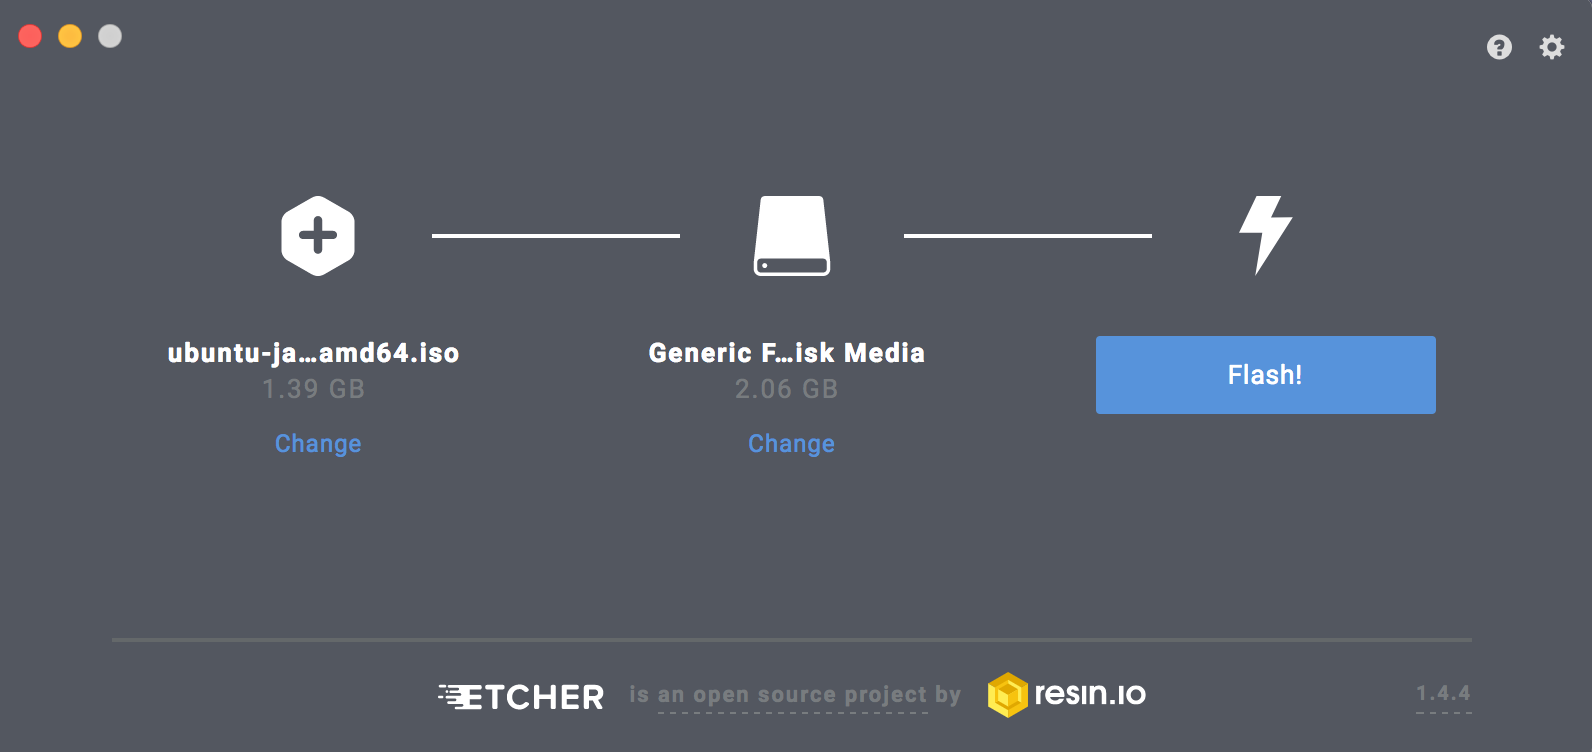 ubuntu-ja...amd64.iso
1.39 GB
Change
Generic F...isk Media
2.06 GB
Change
Flash!
ETCHER is an open source project by resin.io
1.4.4